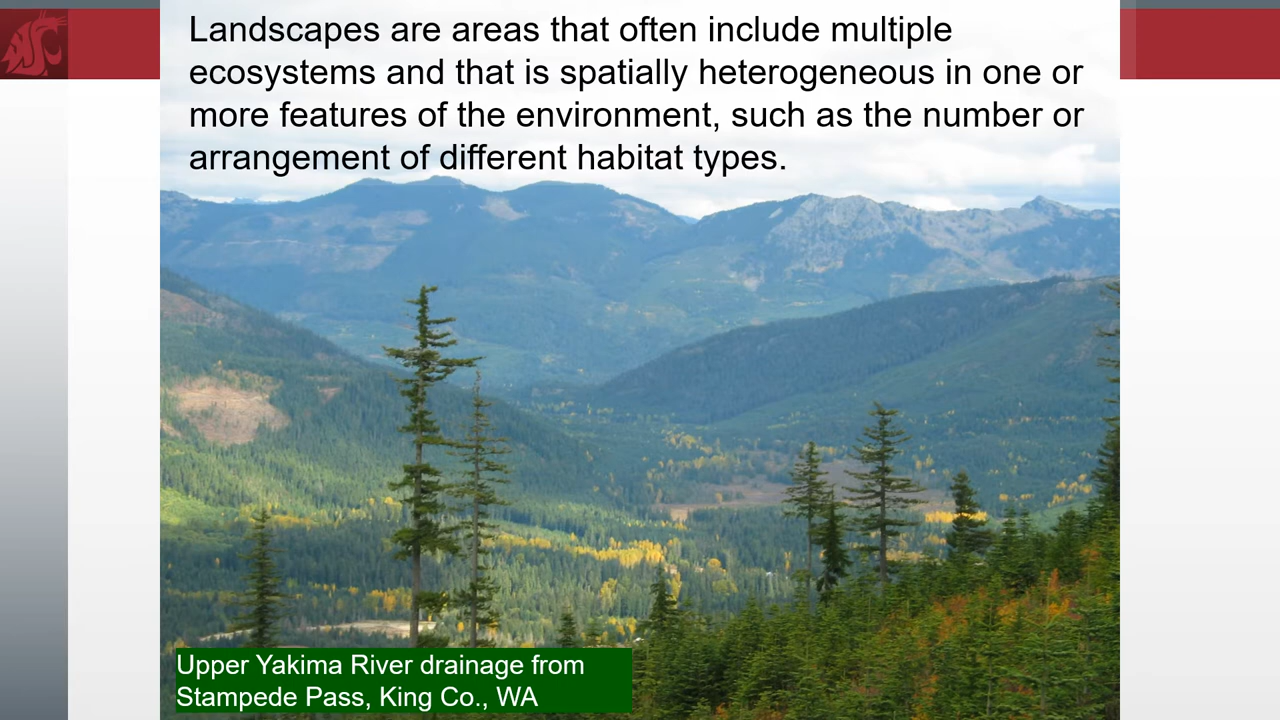 Landscapes are areas that often include multiple
ecosystems and that is spatially heterogeneous in one or
more features of the environment, such as the number or
arrangement of different habitat types.
Upper Yakima River drainage from
Stampede Pass, King Co., WA